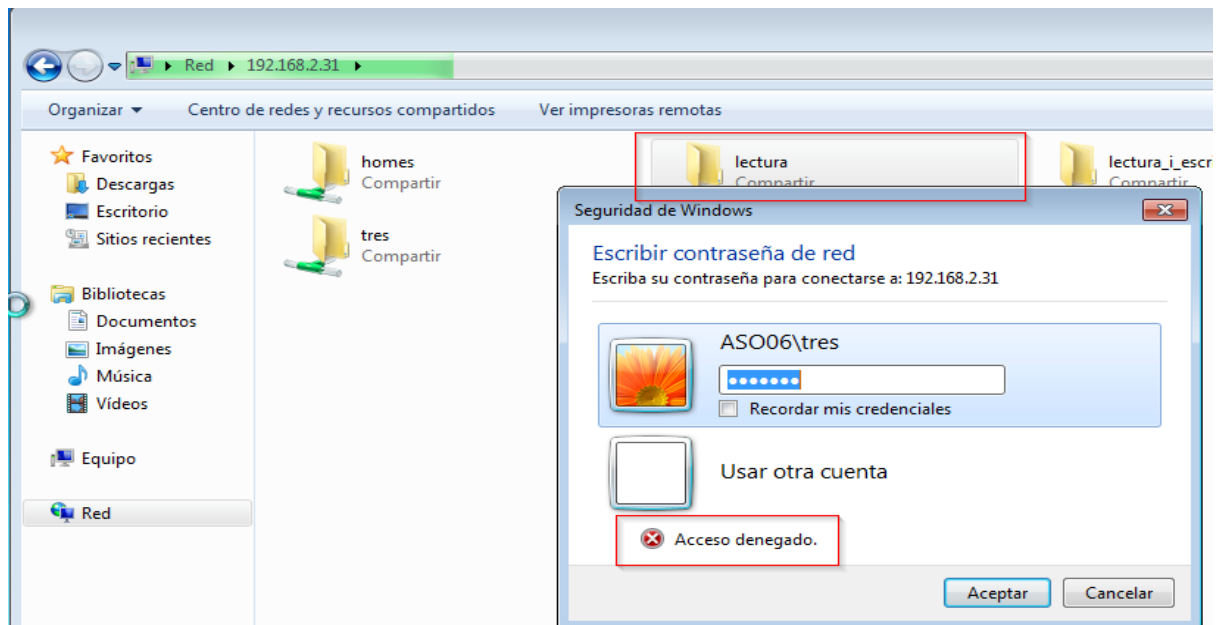 Red 192.168.2.31
Organizar Centro de redes y recursos compartidos Ver impresoras remotas
Favoritos
Descargas
Escritorio
Sitios recientes
Bibliotecas
Documentos
Imágenes
Música
Vídeos
Equipo
Red
homes
Compartir
tres
Compartir
lectura
Compartir
lectura_i_escr
Compartir
Seguridad de Windows
Escribir contraseña de red
Escriba su contraseña para conectarse a: 192.168.2.31
ASO06\tres
•••••••
Recordar mis credenciales
Usar otra cuenta
Acceso denegado.
Aceptar Cancelar